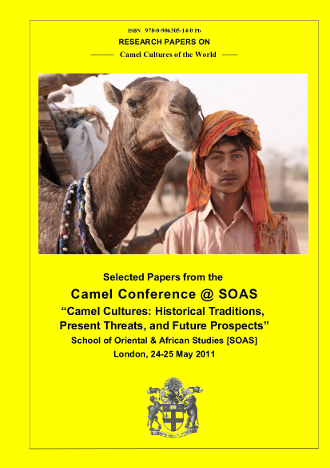 ISBN 978-0-906305-14-0 Pb
RESEARCH PAPERS ON
Camel Cultures of the World
Selected Papers from the
Camel Conference @ SOAS
“Camel Cultures: Historical Traditions,
Present Threats, and Future Prospects”
School of Oriental & African Studies [SOAS]
London, 24-25 May 2011